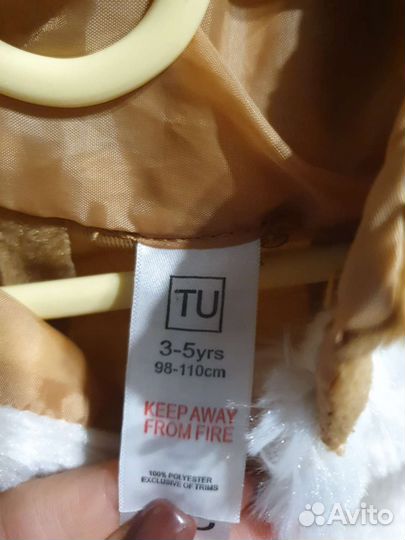 TU
3-5yrs
98-110cm
KEEP AWAY
FROM FIRE
100% POLYESTER
EXCLUSIVE OF TRIMS
Avito